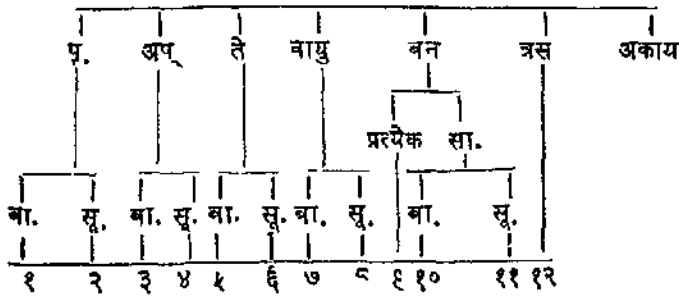 पृ. अप् ते वायु वन त्रस अकाय
प्रत्येक सा.
बा. सू. बा. सू. बा. सू. बा. सू. बा. सू.
१ २ ३ ४ ५ ६ ७ ८ ९ १० ११ १२